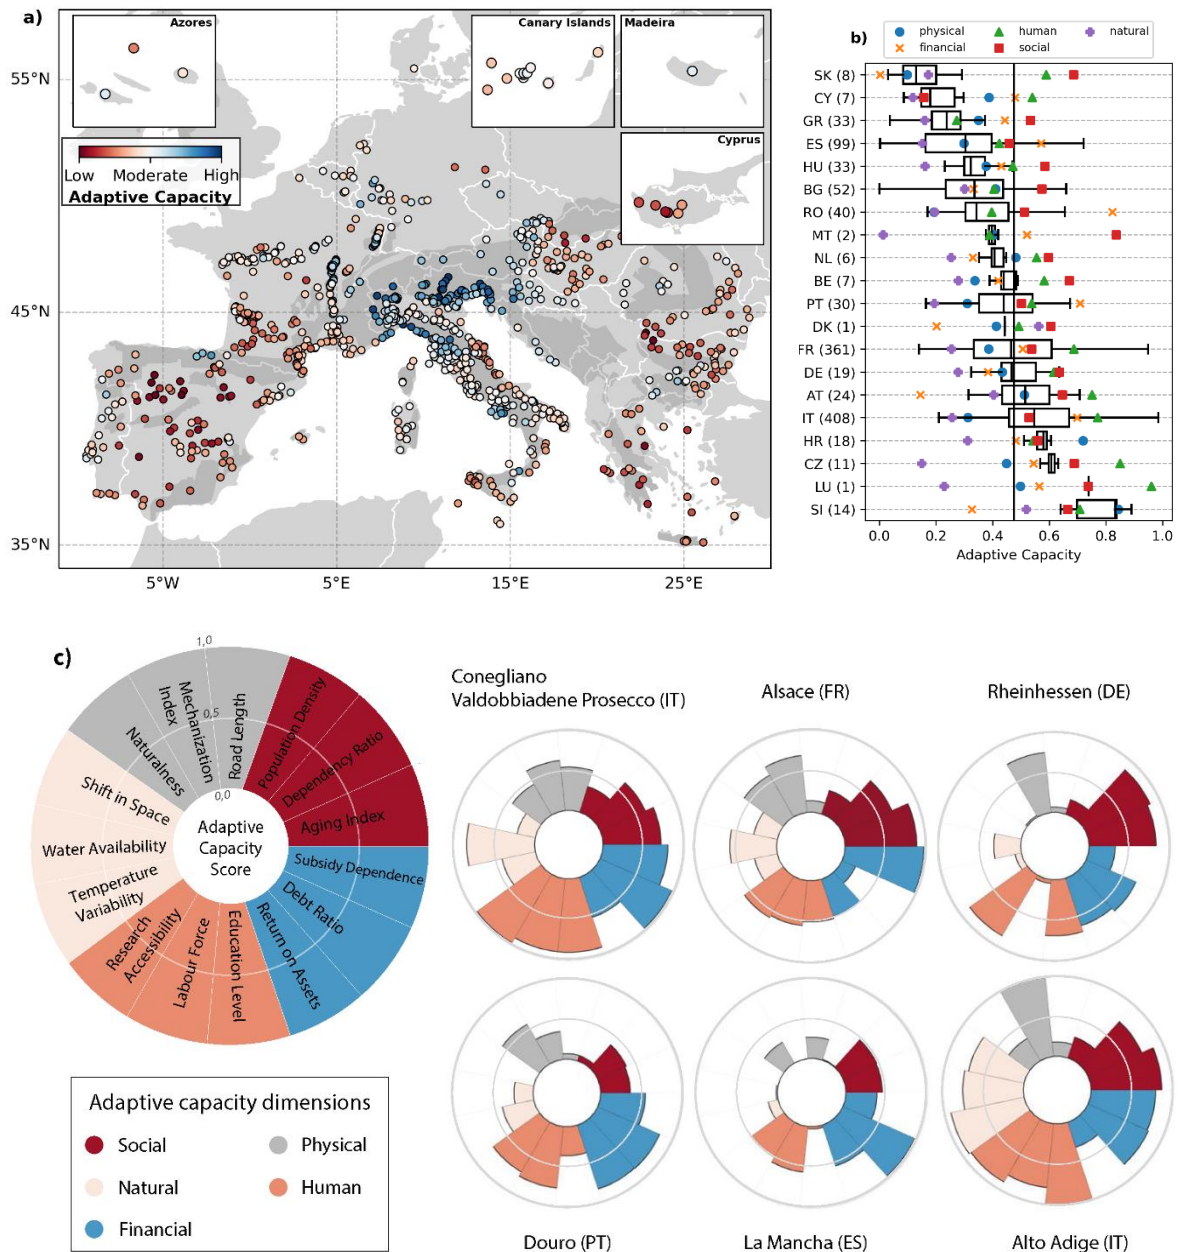 a)
Azores
Canary Islands
Madeira
Cyprus
55°N
45°N
35°N
5°W
5°E
15°E
25°E
Low
Moderate
High
Adaptive Capacity
b)
physical
human
natural
financial
social
SK (8)
CY (7)
GR (33)
ES (99)
HU (33)
BG (52)
RO (40)
MT (2)
NL (6)
BE (7)
PT (30)
DK (1)
FR (361)
DE (19)
AT (24)
IT (408)
HR (18)
CZ (11)
LU (1)
SI (14)
0.0
0.2
0.4
0.6
0.8
1.0
Adaptive Capacity
c)
1,0
0,5
0,0
Naturalness
Mechanization
Index
Road Length
Population Density
Dependency Ratio
Aging Index
Subsidy Dependence
Debt Ratio
Return on Assets
Education Level
Labour Force
Research
Accessibility
Temperature
Variability
Water Availability
Shift in Space
Adaptive
Capacity
Score
Conegliano
Valdobbiadene Prosecco (IT)
Alsace (FR)
Rheinhessen (DE)
Douro (PT)
La Mancha (ES)
Alto Adige (IT)
Adaptive capacity dimensions
Social
Physical
Natural
Human
Financial